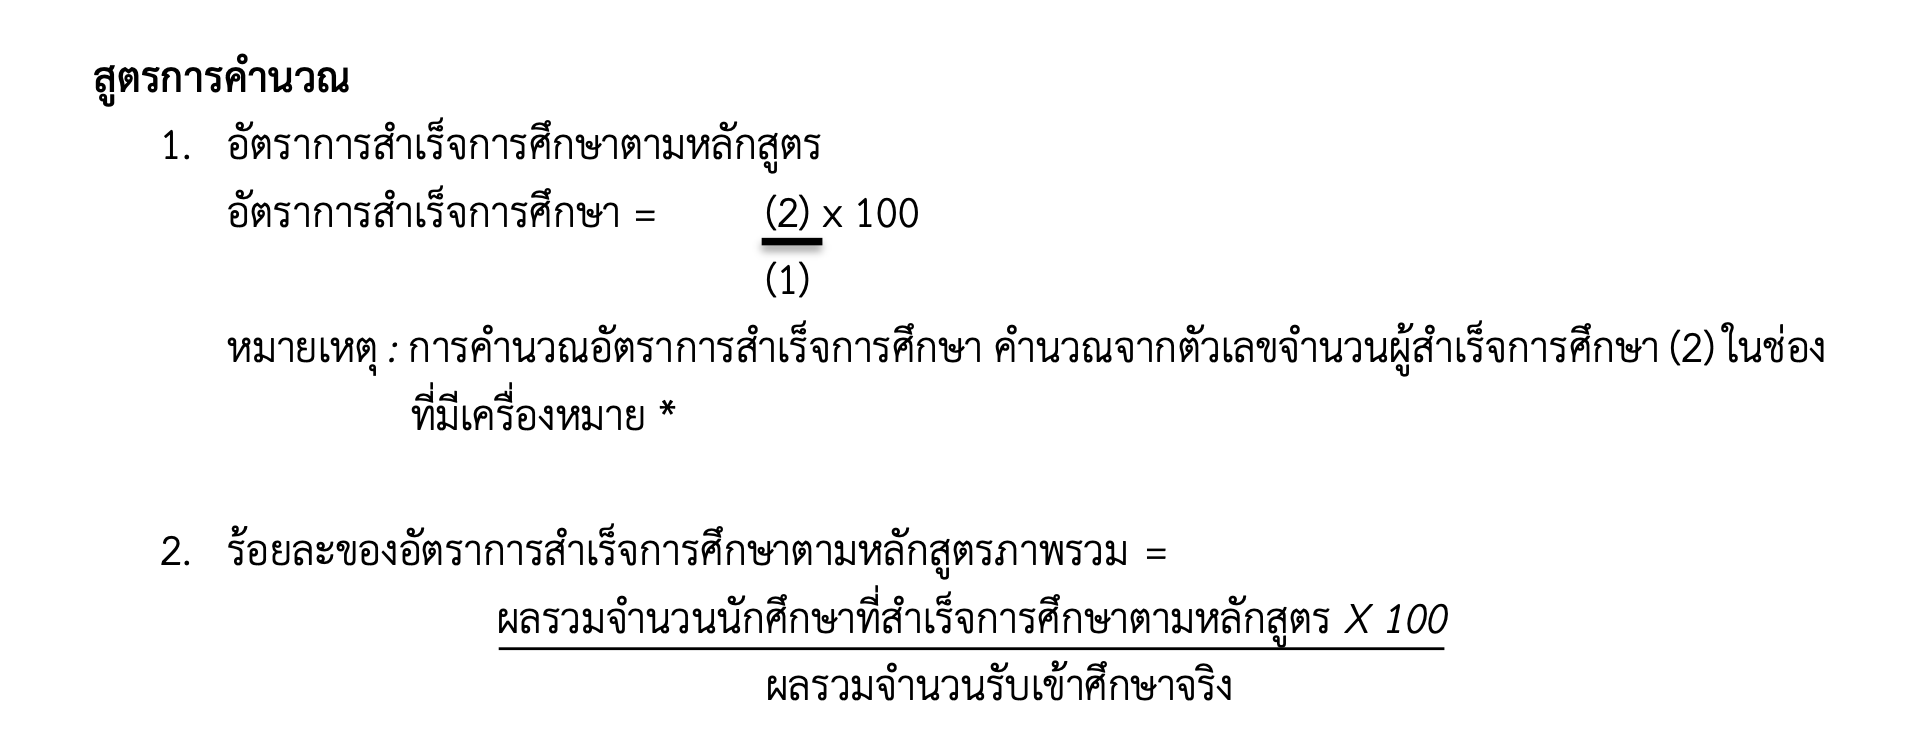 สูตรการคำนวณ
1. อัตราการสำเร็จการศึกษาตามหลักสูตร
อัตราการสำเร็จการศึกษา = (2) x 100
(1)
หมายเหตุ : การคำนวณอัตราการสำเร็จการศึกษา คำนวณจากตัวเลขจำนวนผู้สำเร็จการศึกษา (2) ในช่อง
ที่มีเครื่องหมาย *
2. ร้อยละของอัตราการสำเร็จการศึกษาตามหลักสูตรภาพรวม =
ผลรวมจำนวนนักศึกษาที่สำเร็จการศึกษาตามหลักสูตร X 100
ผลรวมจำนวนรับเข้าศึกษาจริง